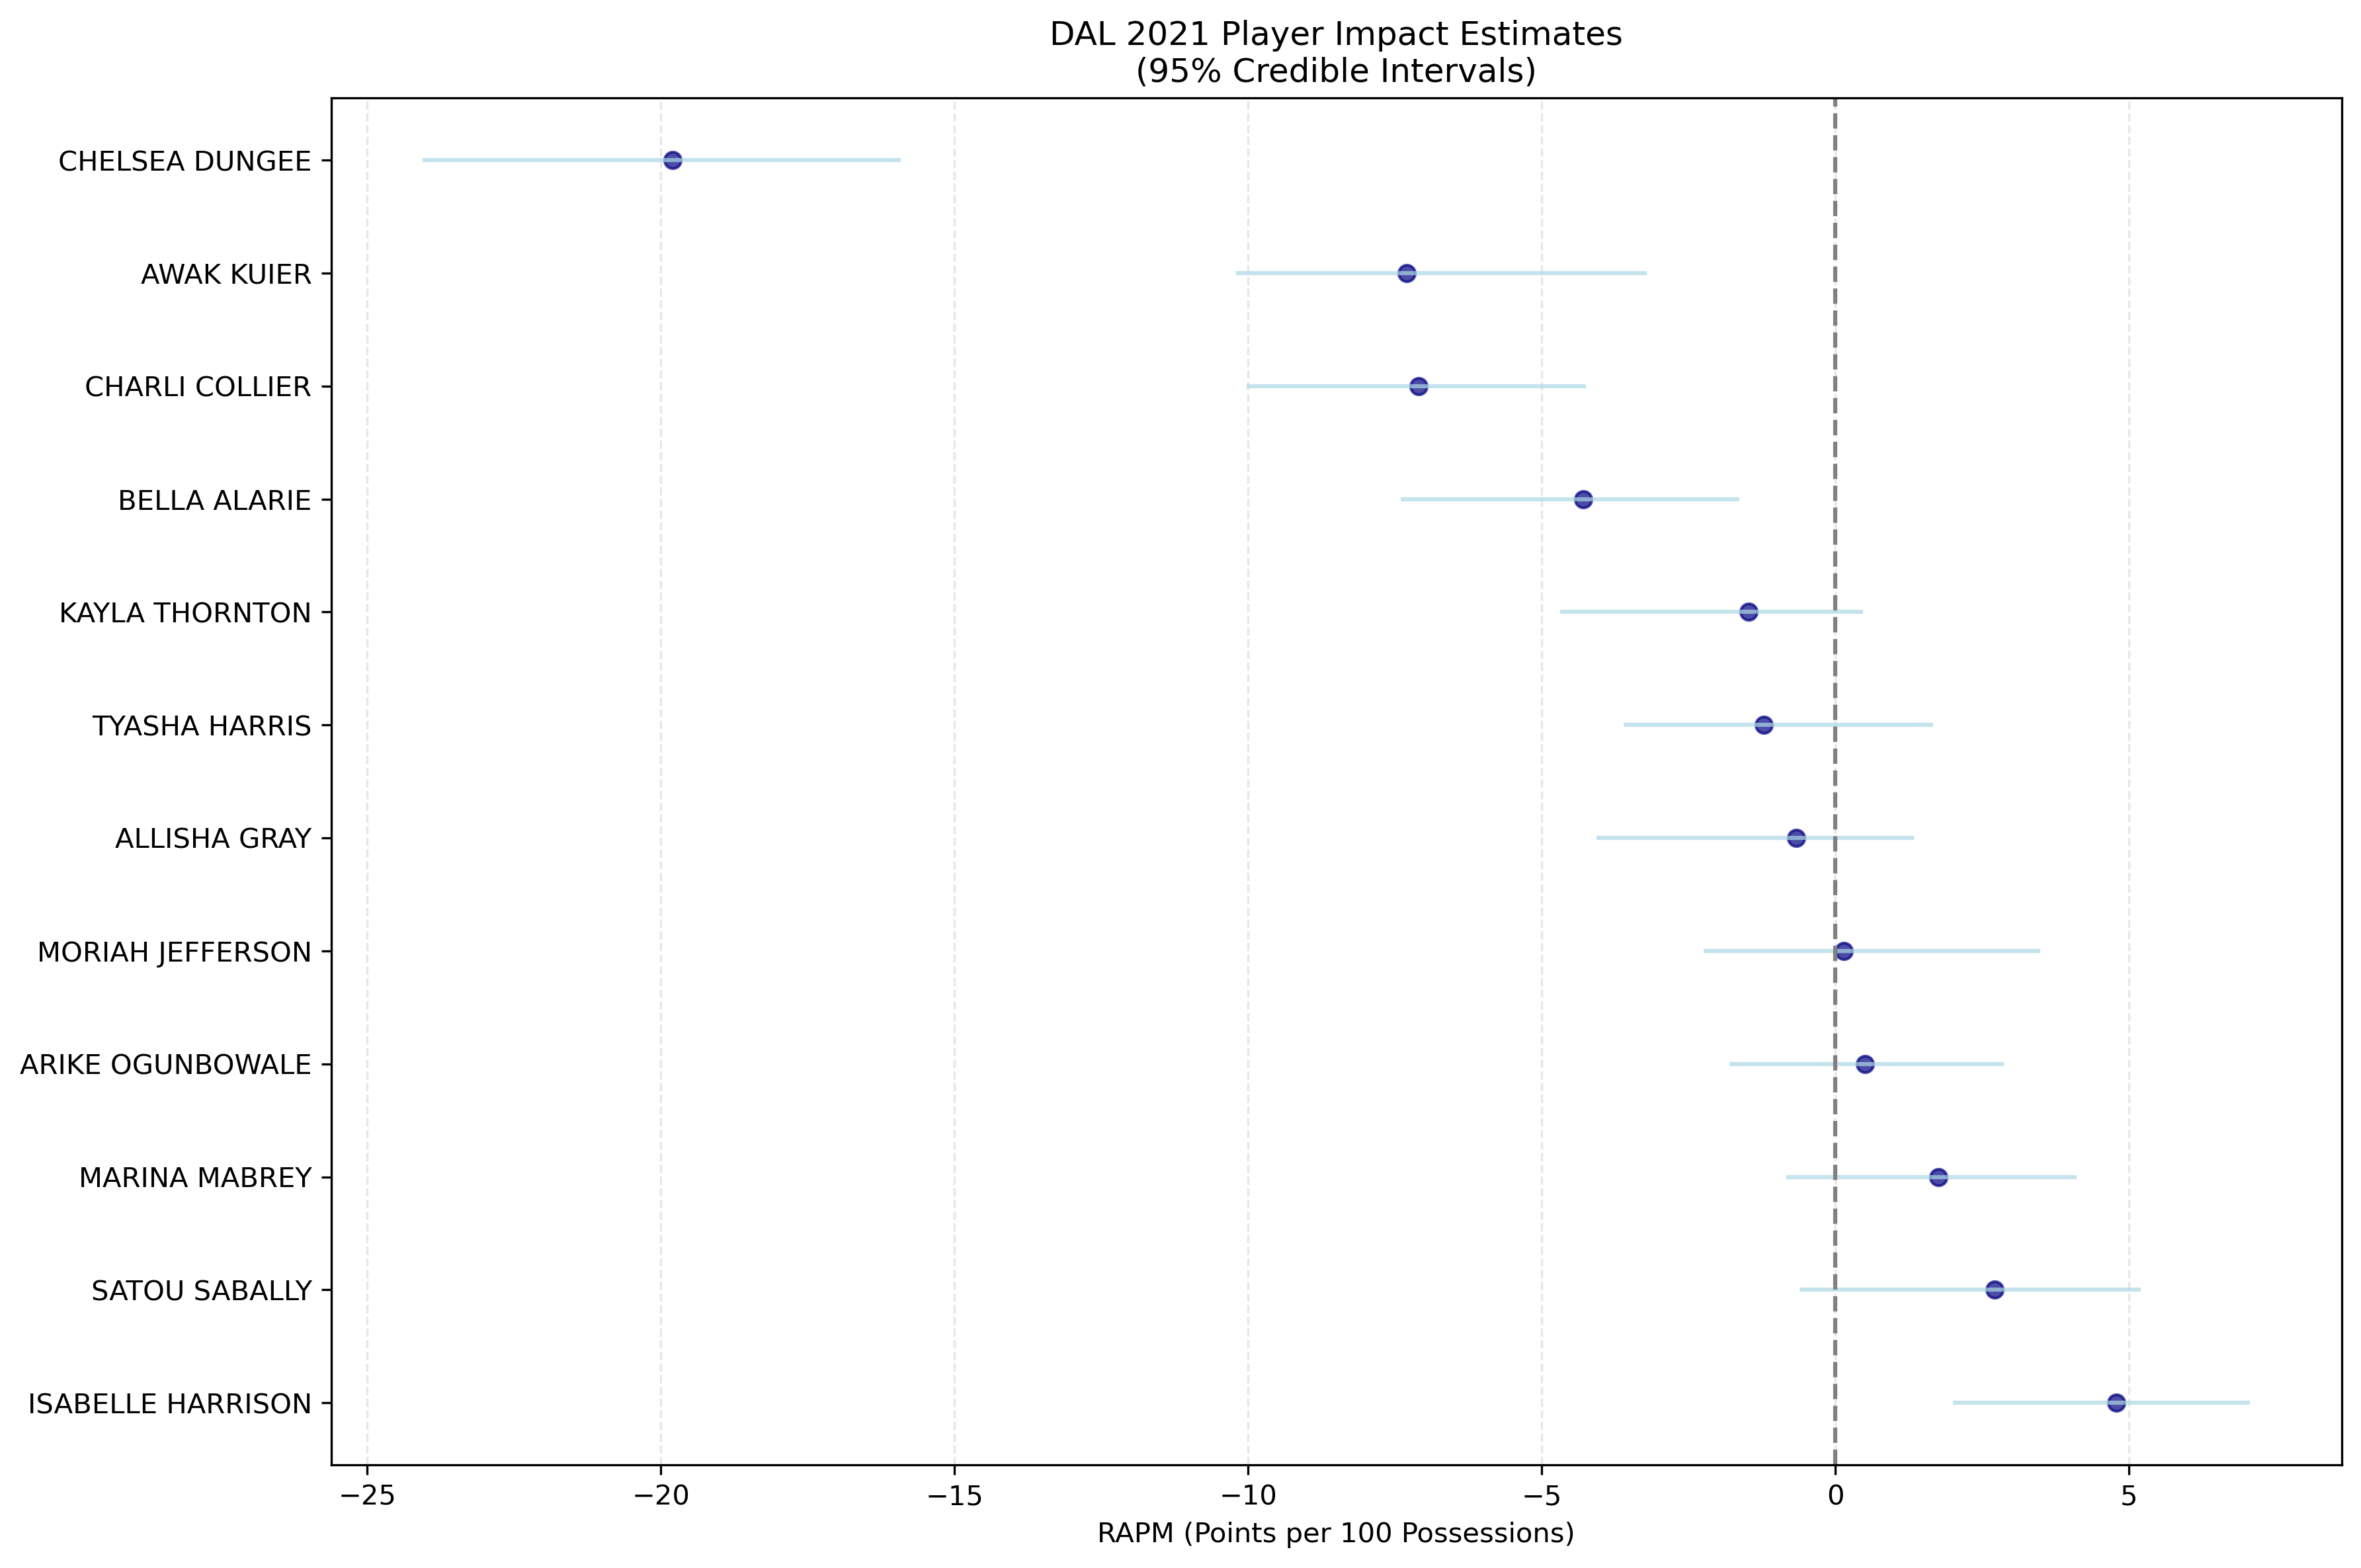 DAL 2021 Player Impact Estimates
(95% Credible Intervals)
CHELSEA DUNGEE
AWAK KUIER
CHARLI COLLIER
BELLA ALARIE
KAYLA THORNTON
TYASHA HARRIS
ALLISHA GRAY
MORIAH JEFFERSON
ARIKE OGUNBOWALE
MARINA MABREY
SATOU SABALLY
ISABELLE HARRISON
−25 −20 −15 −10 −5 0 5
RAPM (Points per 100 Possessions)